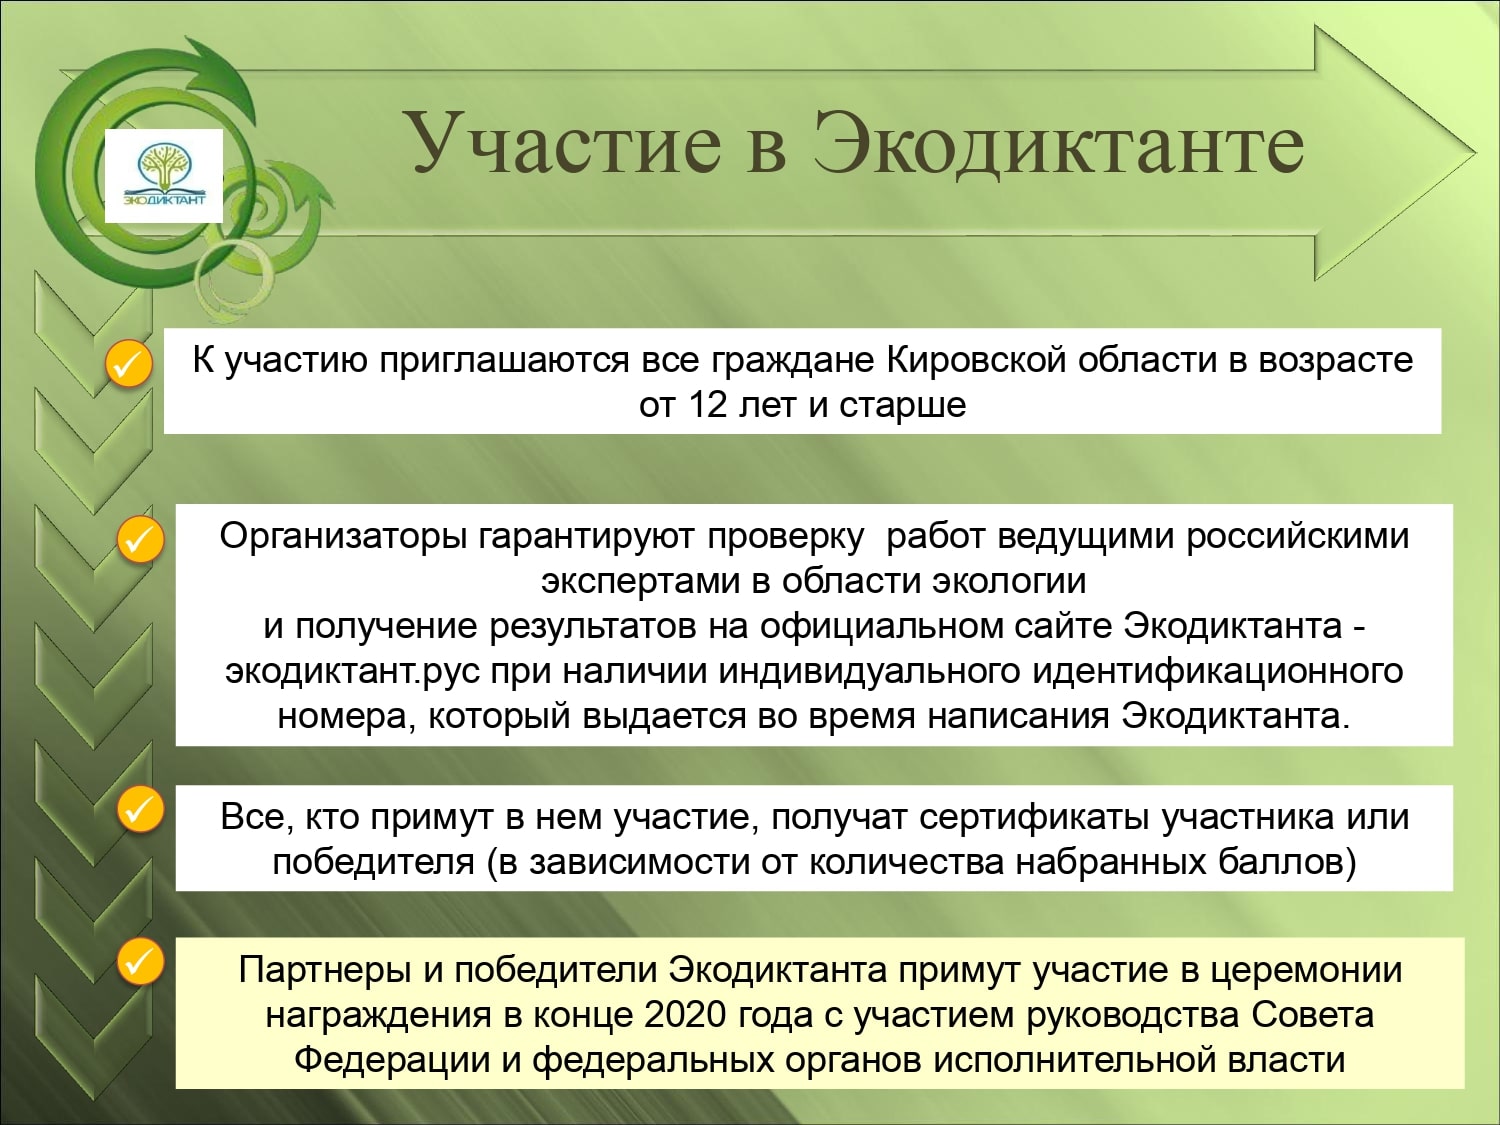 Участие в Экодиктанте
ЭКОДИКТАНТ
К участию приглашаются все граждане Кировской области в возрасте
от 12 лет и старше
Организаторы гарантируют проверку  работ ведущими российскими
экспертами в области экологии
и получение результатов на официальном сайте Экодиктанта -
экодиктант.рус при наличии индивидуального идентификационного
номера, который выдается во время написания Экодиктанта.
Все, кто примут в нем участие, получат сертификаты участника или
победителя (в зависимости от количества набранных баллов)
Партнеры и победители Экодиктанта примут участие в церемонии
награждения в конце 2020 года с участием руководства Совета
Федерации и федеральных органов исполнительной власти